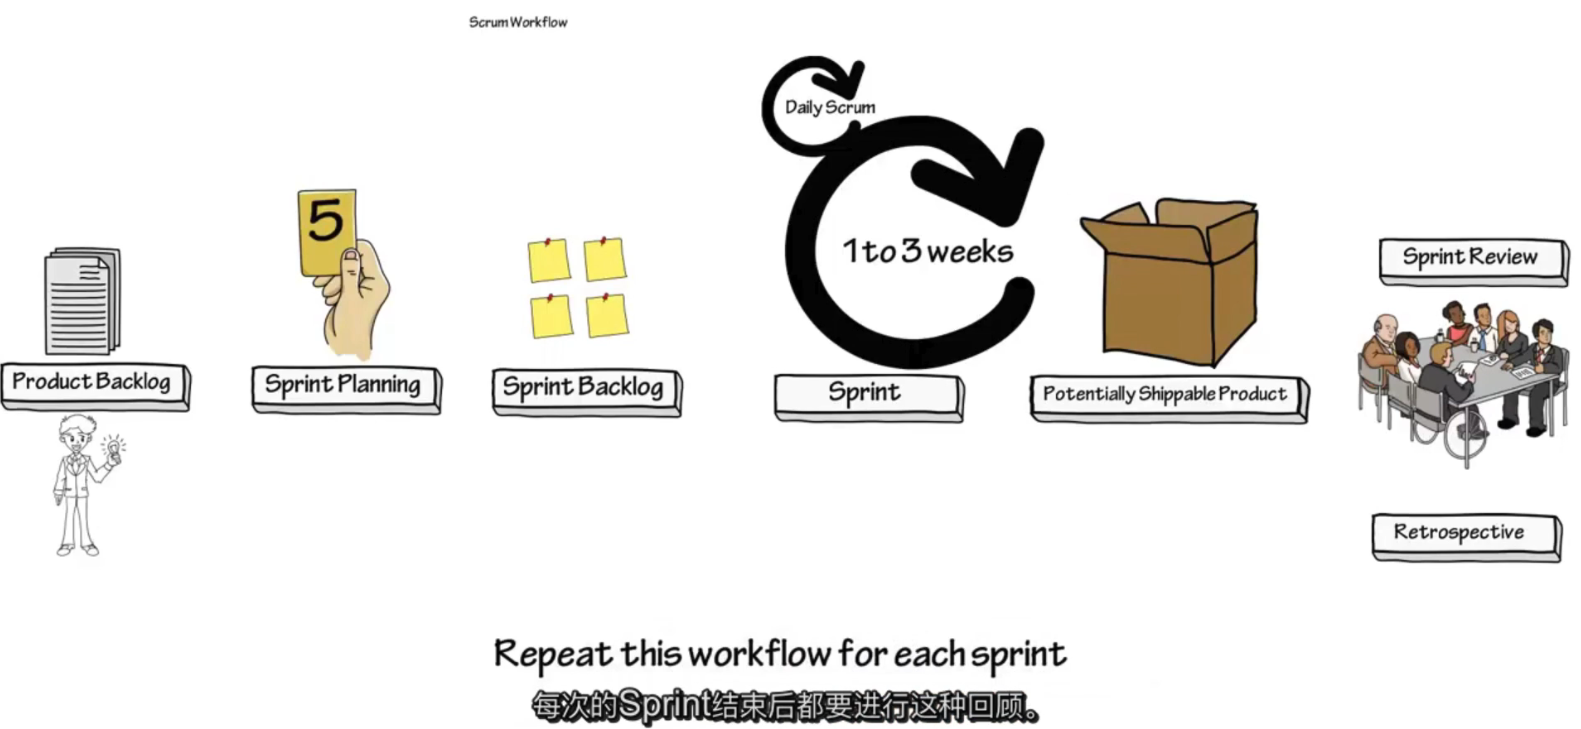 Scrum Workflow
Daily Scrum
1 to 3 weeks
5
Product Backlog
Sprint Planning
Sprint Backlog
Sprint
Potentially Shippable Product
Sprint Review
Retrospective
Repeat this workflow for each sprint
每次的Sprint结束后都要进行这种回顾。